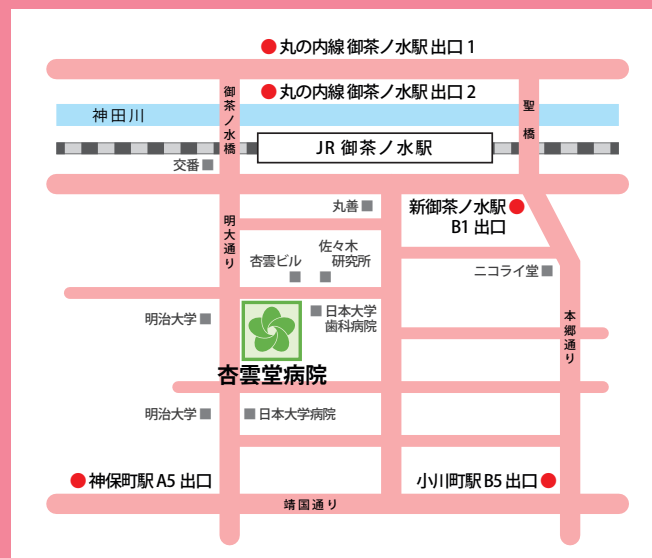 丸の内線 御茶ノ水駅 出口 1
丸の内線 御茶ノ水駅 出口 2
神田川
御茶ノ水橋
聖橋
JR 御茶ノ水駅
交番
丸善
新御茶ノ水駅
B1 出口
明大通り
佐々木
研究所
杏雲ビル
ニコライ堂
明治大学
日本大学
歯科病院
本郷通り
杏雲堂病院
明治大学
日本大学病院
神保町駅 A5 出口
小川町駅 B5 出口
靖国通り